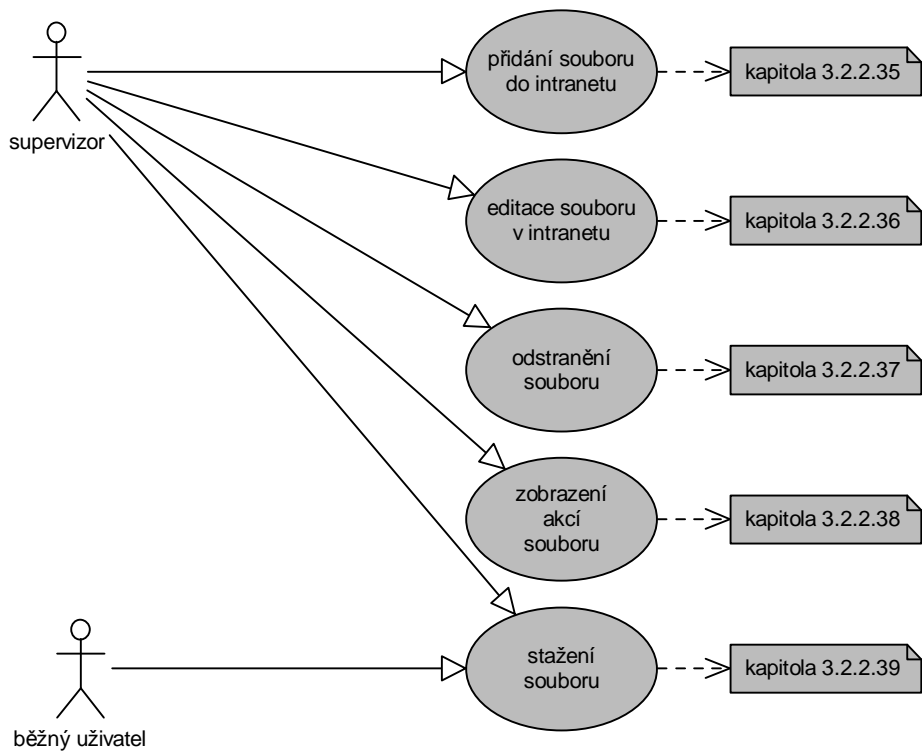 přidání souboru
do intranetu
kapitola 3.2.2.35
supervizor
editace souboru
v intranetu
kapitola 3.2.2.36
odstranění
souboru
kapitola 3.2.2.37
zobrazení
akcí
souboru
kapitola 3.2.2.38
stažení
souboru
kapitola 3.2.2.39
běžný uživatel